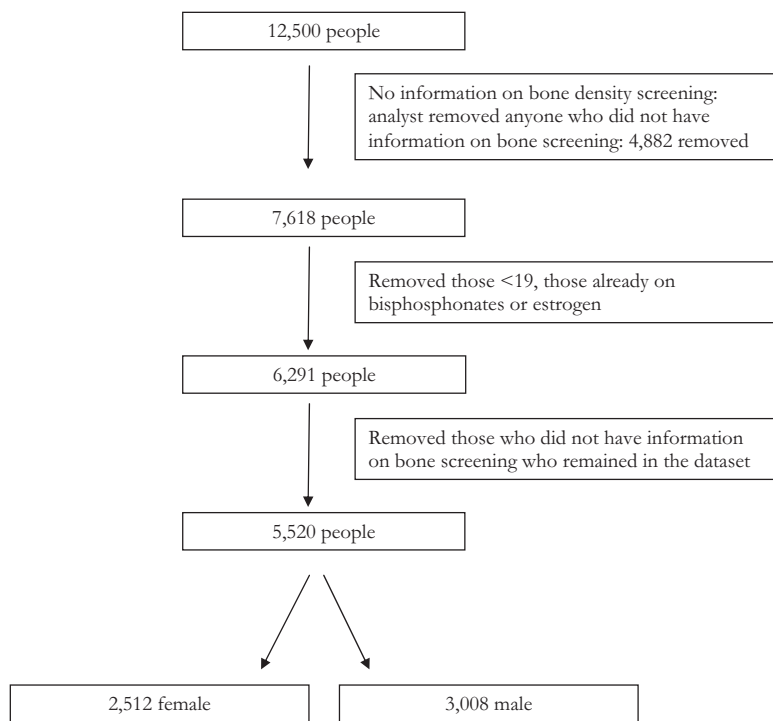 12,500 people
No information on bone density screening:
analyst removed anyone who did not have
information on bone screening: 4,882 removed
7,618 people
Removed those <19, those already on
bisphosphonates or estrogen
6,291 people
Removed those who did not have information
on bone screening who remained in the dataset
5,520 people
2,512 female
3,008 male